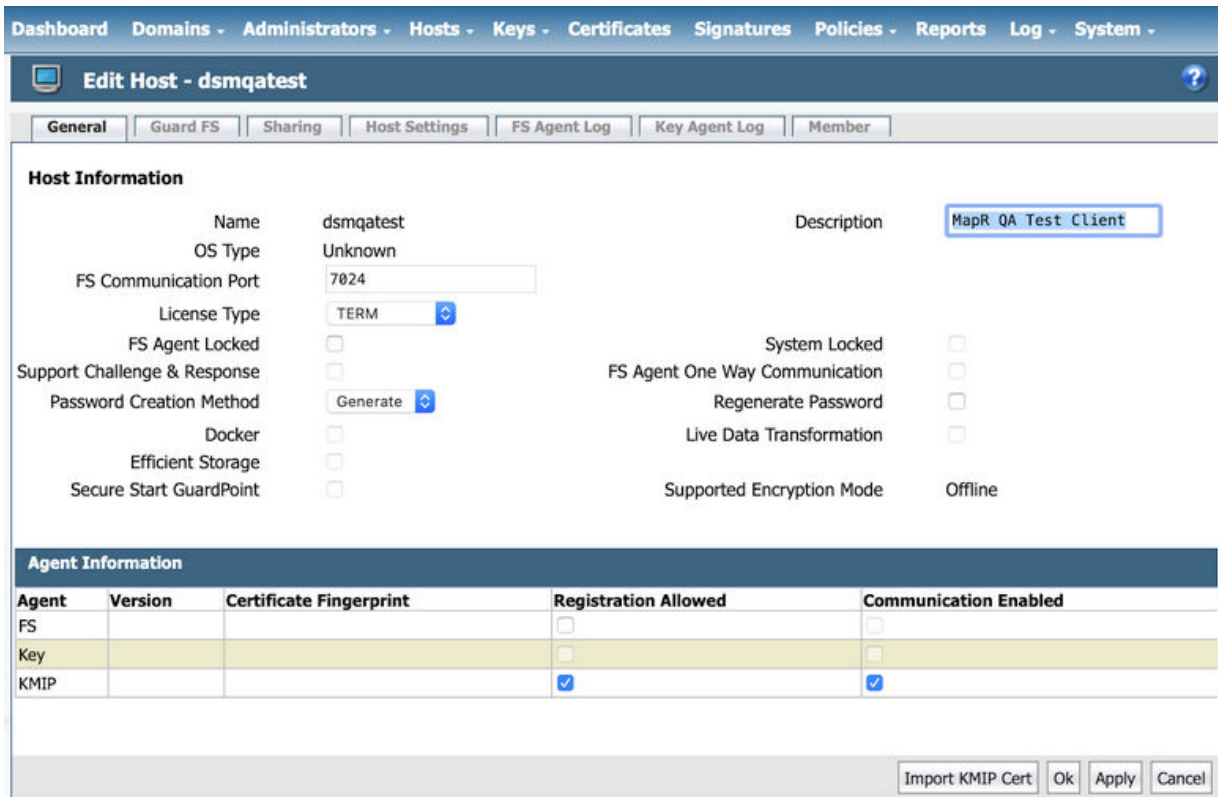 Dashboard Domains Administrators Hosts Keys Certificates Signatures Policies Reports Log System
Edit Host - dsmqatest ?
General Guard FS Sharing Host Settings FS Agent Log Key Agent Log Member
Host Information
Name dsmqatest Description MapR QA Test Client
OS Type Unknown
FS Communication Port 7024
License Type TERM
FS Agent Locked System Locked
Support Challenge & Response FS Agent One Way Communication
Password Creation Method Generate Regenerate Password
Docker Live Data Transformation
Efficient Storage
Secure Start GuardPoint Supported Encryption Mode Offline
Agent Information
Agent Version Certificate Fingerprint Registration Allowed Communication Enabled
FS
Key
KMIP
Import KMIP Cert Ok Apply Cancel